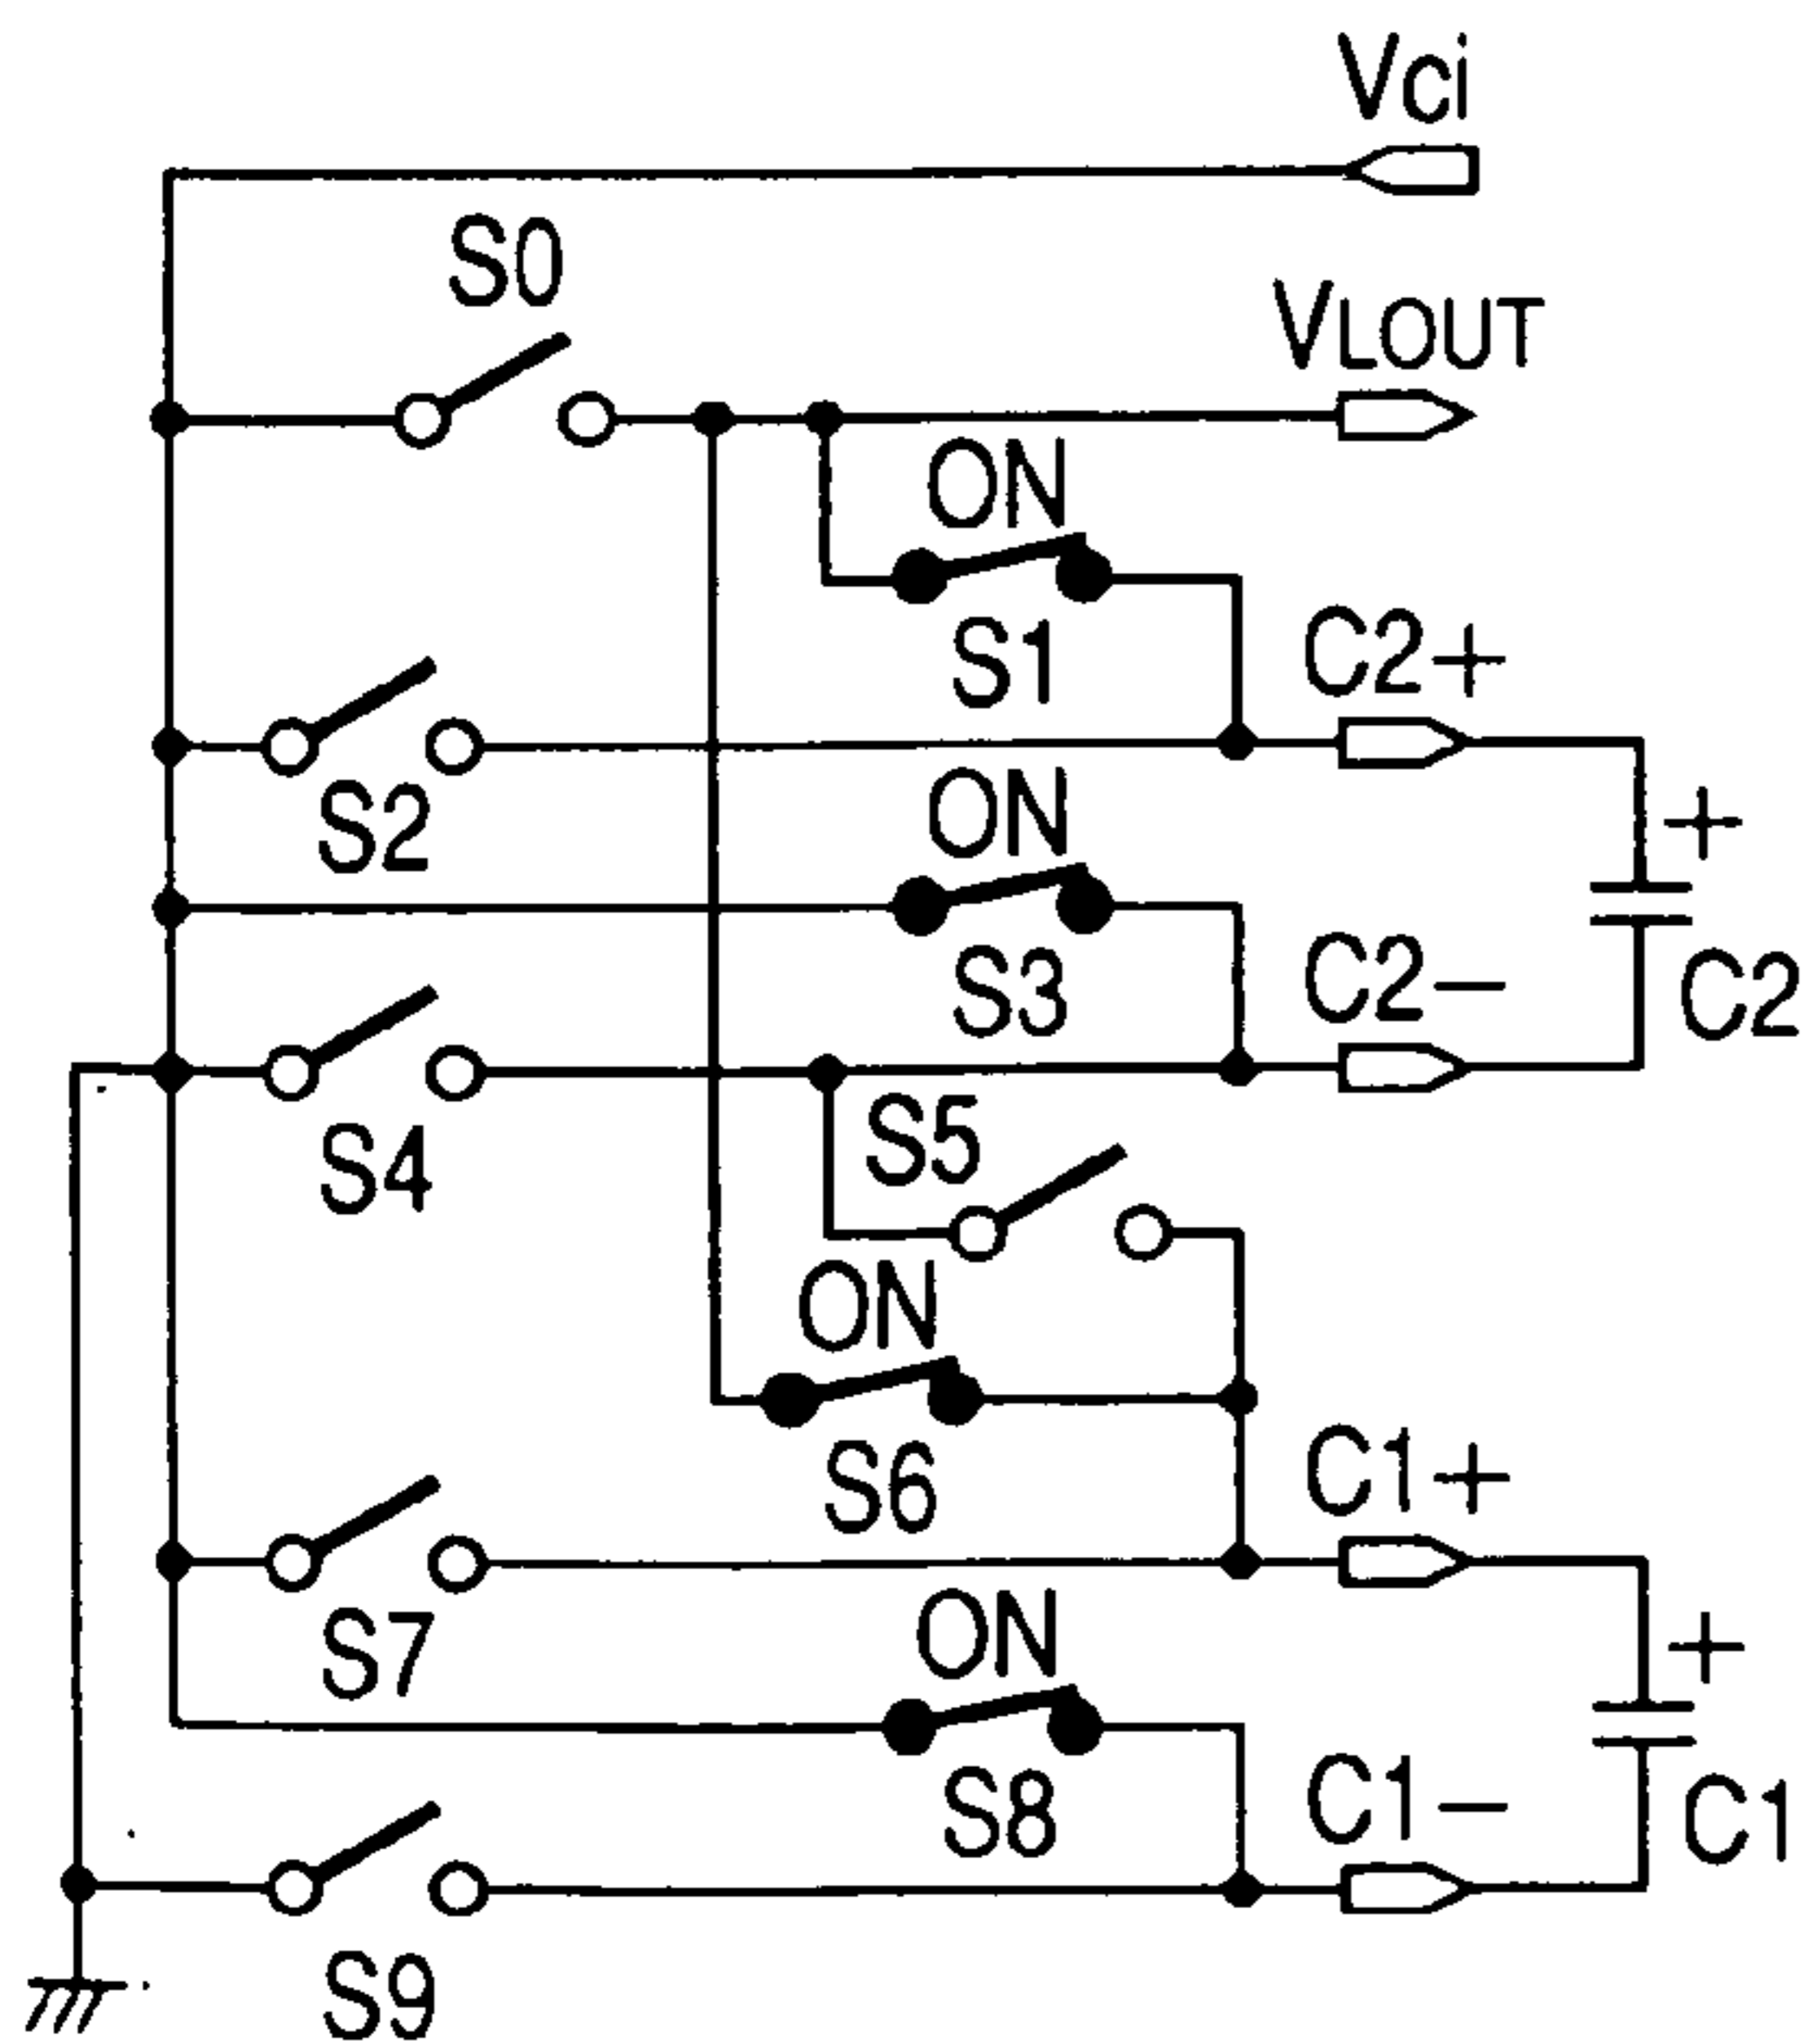 Vci
S0
VLOUT
ON
S1
C2+
S2
+
ON
S3
C2−
C2
S4
S5
ON
S6
C1+
S7
+
ON
S8
C1−
C1
S9